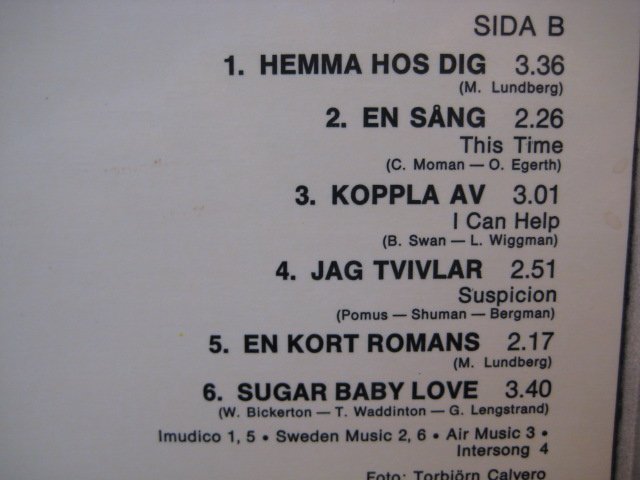 SIDA B
1. HEMMA HOS DIG 3.36
(M. Lundberg)
2. EN SÅNG 2.26
This Time
(C. Moman — O. Egerth)
3. KOPPLA AV 3.01
I Can Help
(B. Swan — L. Wiggman)
4. JAG TVIVLAR 2.51
Suspicion
(Pomus — Shuman — Bergman)
5. EN KORT ROMANS 2.17
(M. Lundberg)
6. SUGAR BABY LOVE 3.40
(W. Bickerton — T. Waddinton — G. Lengstrand)
Imudico 1, 5 • Sweden Music 2, 6 • Air Music 3 •
Intersong 4
Foto: Torbjörn Calvero